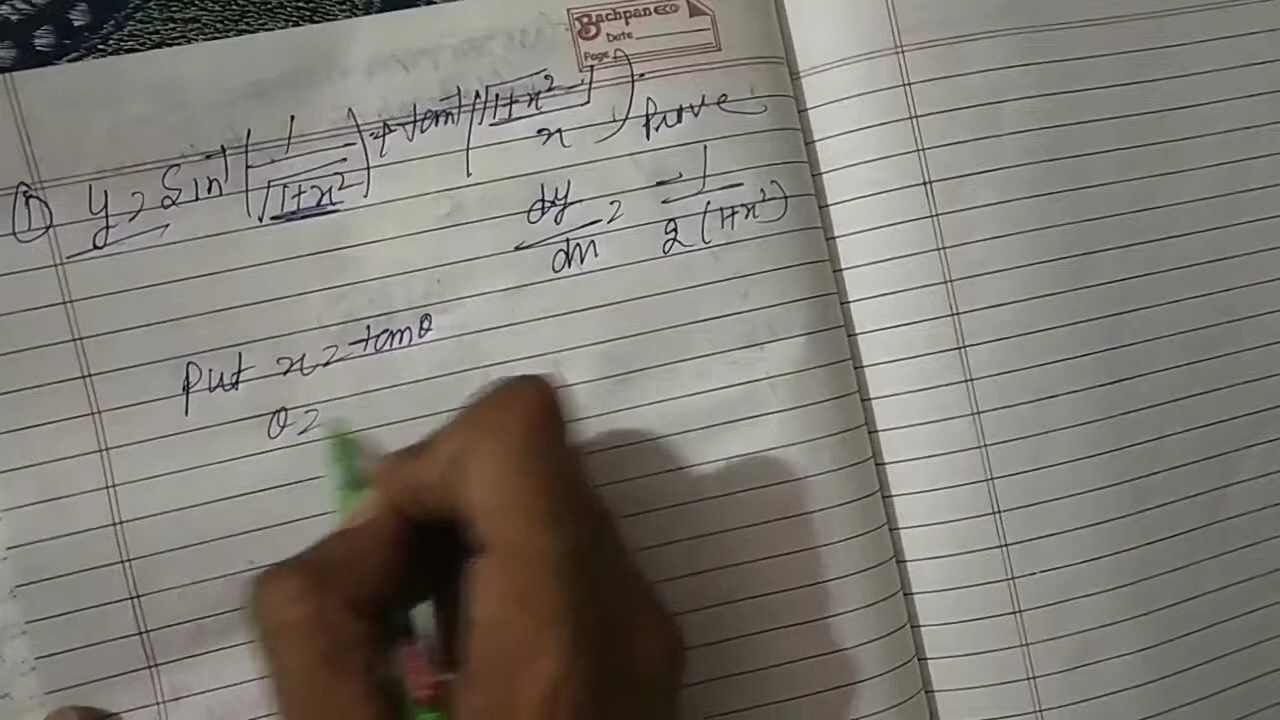 Bachpan eco
Date
Page
① y = Sin⁻¹(1/√1+x²) + tan⁻¹(√1+x² - 1/x) Prove
dy/dx = -1/2(1+x²)
Put x = tanθ
θ =